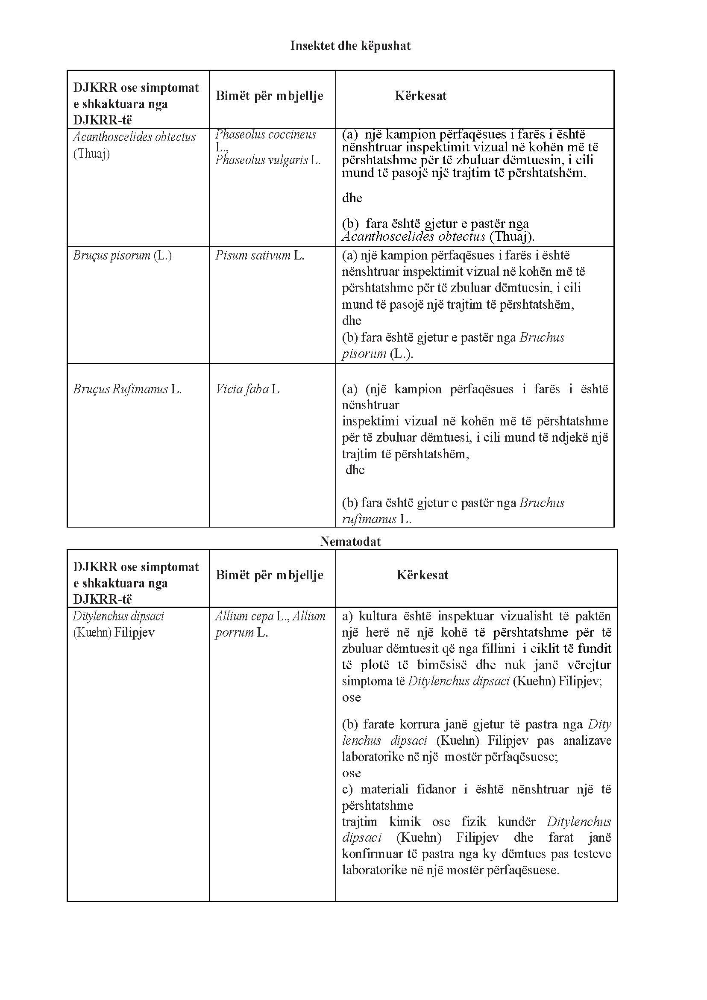 Insektet dhe këpushat
DJKRR ose simptomat
e shkaktuara nga
DJKRR-të
Bimët për mbjellje
Kërkesat
Acanthoscelides obtectus
(Thuaj)
Phaseolus coccineus
L.,
Phaseolus vulgaris L.
(a) një kampion përfaqësues i farës i është
nënshtruar inspektimit vizual në kohën më të
përshtatshme për të zbuluar dëmtuesin, i cili
mund të pasojë një trajtim të përshtatshëm,
dhe
(b) fara është gjetur e pastër nga
Acanthoscelides obtectus (Thuaj).
Bruçus pisorum (L.)
Pisum sativum L.
(a) një kampion përfaqësues i farës i është
nënshtruar inspektimit vizual në kohën më të
përshtatshme për të zbuluar dëmtuesin, i cili
mund të pasojë një trajtim të përshtatshëm,
dhe
(b) fara është gjetur e pastër nga Bruchus
pisorum (L.).
Bruçus Rufimanus L.
Vicia faba L
(a) (një kampion përfaqësues i farës i është
nënshtruar
inspektimi vizual në kohën më të përshtatshme
për të zbuluar dëmtuesi, i cili mund të ndjekë një
trajtim të përshtatshëm,
dhe
(b) fara është gjetur e pastër nga Bruchus
rufimanus L.
Nematodat
DJKRR ose simptomat
e shkaktuara nga
DJKRR-të
Bimët për mbjellje
Kërkesat
Ditylenchus dipsaci
(Kuehn) Filipjev
Allium cepa L., Allium
porrum L.
a) kultura është inspektuar vizualisht të paktën
një herë në një kohë të përshtatshme për të
zbuluar dëmtuesit që nga fillimi i ciklit të fundit
të plotë të bimësisë dhe nuk janë vërejtur
simptoma të Ditylenchus dipsaci (Kuehn) Filipjev;
ose
(b) farate korrura janë gjetur të pastra nga Dity
lenchus dipsaci (Kuehn) Filipjev pas analizave
laboratorike në një mostër përfaqësuese;
ose
c) materiali fidanor i është nënshtruar një të
përshtatshme
trajtim kimik ose fizik kundër Ditylenchus
dipsaci (Kuehn) Filipjev dhe farat janë
konfirmuar të pastra nga ky dëmtues pas testeve
laboratorike në një mostër përfaqësuese.